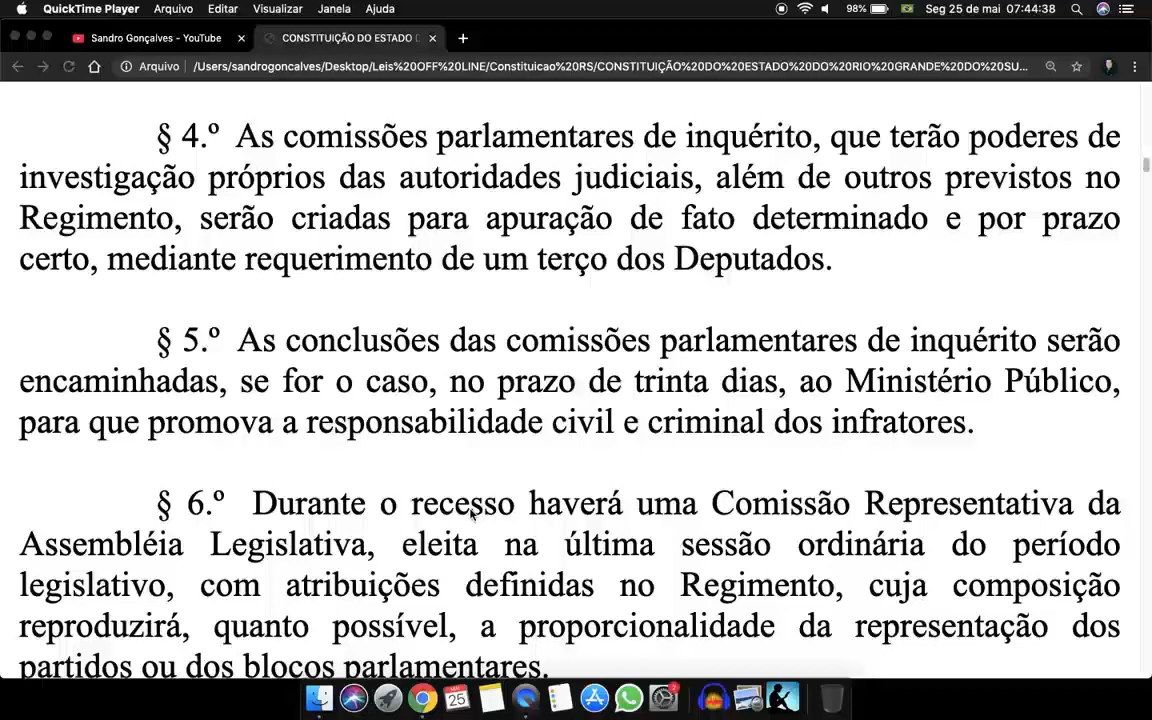 QuickTime Player Arquivo Editar Visualizar Janela Ajuda 98% Seg 25 de mai 07:44:38
Sandro Gonçalves - YouTube CONSTITUIÇÃO DO ESTADO
Arquivo /Users/sandrogoncalves/Desktop/Leis%20OFF%20LINE/Constituicao%20RS/CONSTITUIÇÃO%20DO%20ESTADO%20DO%20RIO%20GRANDE%20DO%20SU...
§ 4.º As comissões parlamentares de inquérito, que terão poderes de
investigação próprios das autoridades judiciais, além de outros previstos no
Regimento, serão criadas para apuração de fato determinado e por prazo
certo, mediante requerimento de um terço dos Deputados.
§ 5.º As conclusões das comissões parlamentares de inquérito serão
encaminhadas, se for o caso, no prazo de trinta dias, ao Ministério Público,
para que promova a responsabilidade civil e criminal dos infratores.
§ 6.º Durante o recesso haverá uma Comissão Representativa da
Assembléia Legislativa, eleita na última sessão ordinária do período
legislativo, com atribuições definidas no Regimento, cuja composição
reproduzirá, quanto possível, a proporcionalidade da representação dos
partidos ou dos blocos parlamentares.
25